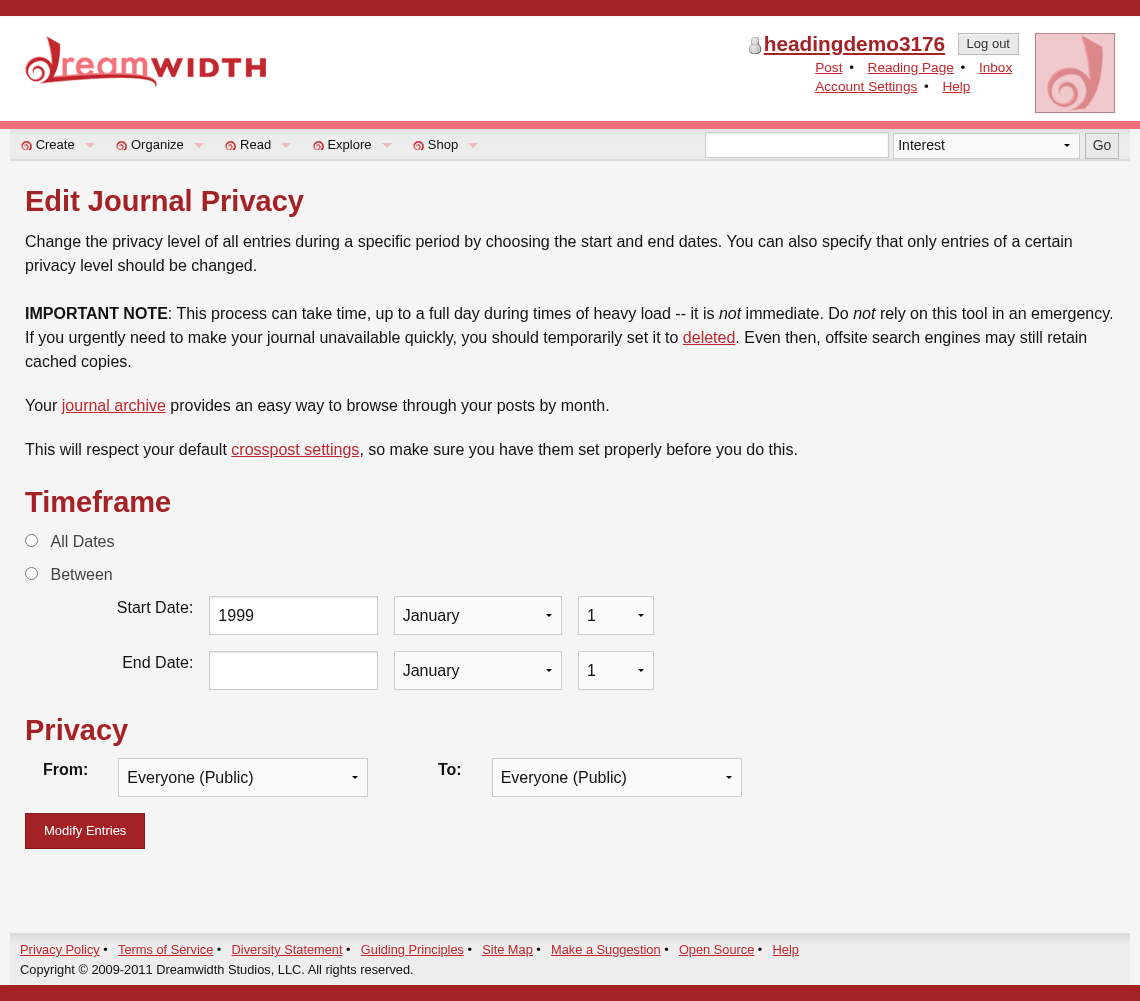 dreamwidth
headingdemo3176 Log out
Post • Reading Page • Inbox
Account Settings • Help
Create Organize Read Explore Shop Interest Go
Edit Journal Privacy
Change the privacy level of all entries during a specific period by choosing the start and end dates. You can also specify that only entries of a certain
privacy level should be changed.
IMPORTANT NOTE: This process can take time, up to a full day during times of heavy load -- it is not immediate. Do not rely on this tool in an emergency.
If you urgently need to make your journal unavailable quickly, you should temporarily set it to deleted. Even then, offsite search engines may still retain
cached copies.
Your journal archive provides an easy way to browse through your posts by month.
This will respect your default crosspost settings, so make sure you have them set properly before you do this.
Timeframe
All Dates
Between
Start Date: 1999 January 1
End Date: January 1
Privacy
From: Everyone (Public) To: Everyone (Public)
Modify Entries
Privacy Policy • Terms of Service • Diversity Statement • Guiding Principles • Site Map • Make a Suggestion • Open Source • Help
Copyright © 2009-2011 Dreamwidth Studios, LLC. All rights reserved.